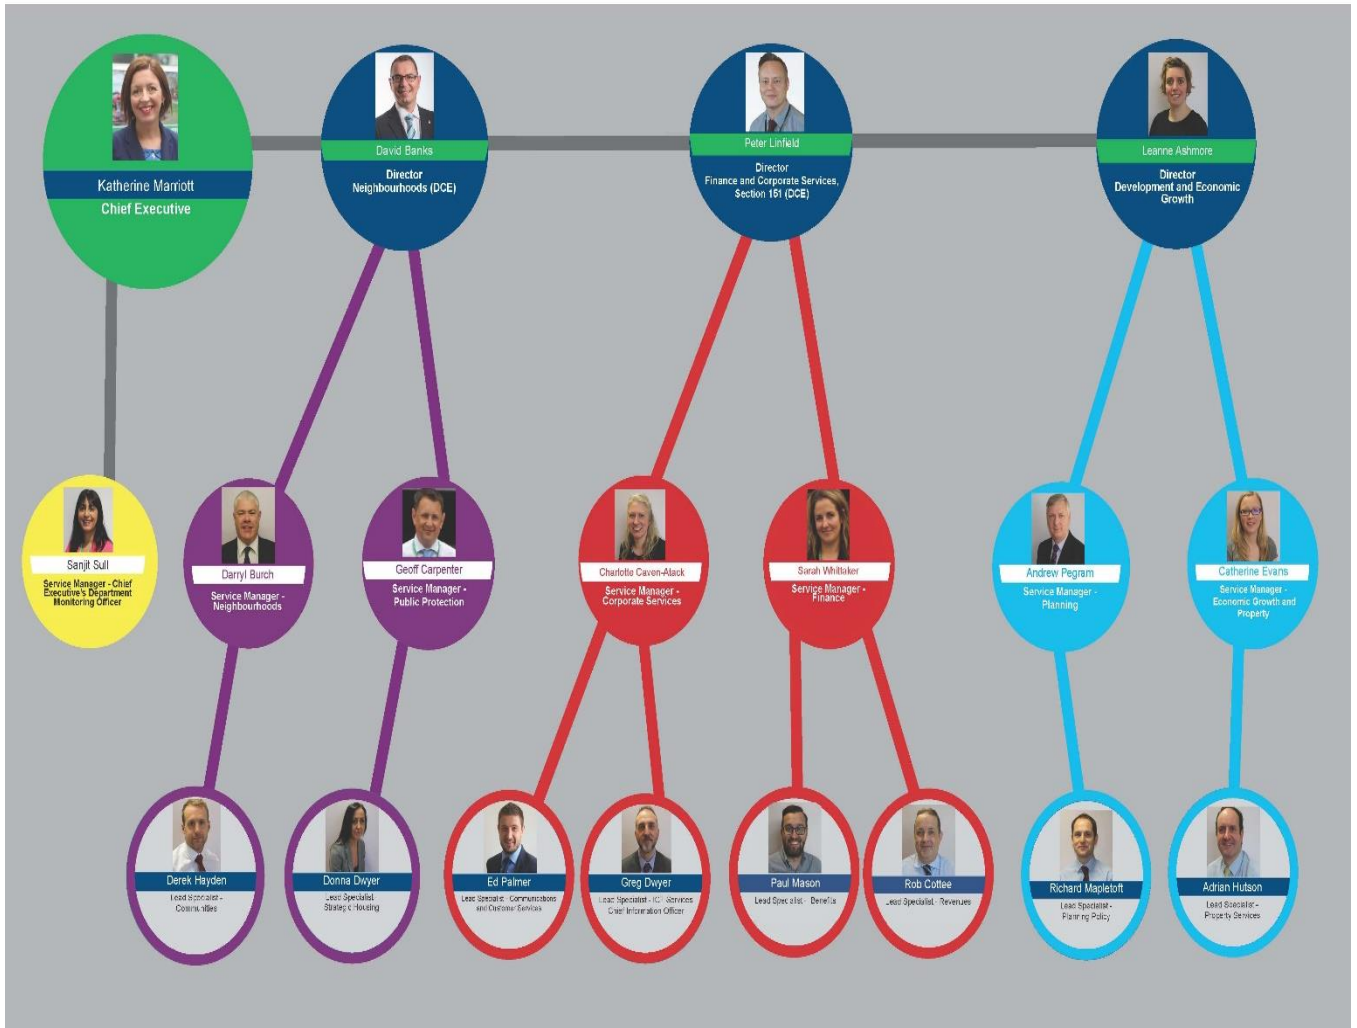 Katherine Marriott
Chief Executive
David Banks
Director
Neighbourhoods (DCE)
Peter Linfield
Director
Finance and Corporate Services,
Section 151 (DCE)
Leanne Ashmore
Director
Development and Economic
Growth
Sanjit Sull
Service Manager - Chief
Executive's Department
Monitoring Officer
Darryl Burch
Service Manager -
Neighbourhoods
Geoff Carpenter
Service Manager -
Public Protection
Charlotte Caven-Atack
Service Manager -
Corporate Services
Sarah Whittaker
Service Manager -
Finance
Andrew Pegram
Service Manager -
Planning
Catherine Evans
Service Manager -
Economic Growth and
Property
Derek Hayden
Lead Specialist -
Communities
Donna Dwyer
Lead Specialist
Strategic Housing
Ed Palmer
Lead Specialist - Communications
and Customer Services
Greg Dwyer
Lead Specialist - ICT Services
Chief Information Officer
Paul Mason
Lead Specialist - Benefits
Rob Cottee
Lead Specialist - Revenues
Richard Mapletoft
Lead Specialist -
Planning Policy
Adrian Hutson
Lead Specialist -
Property Services